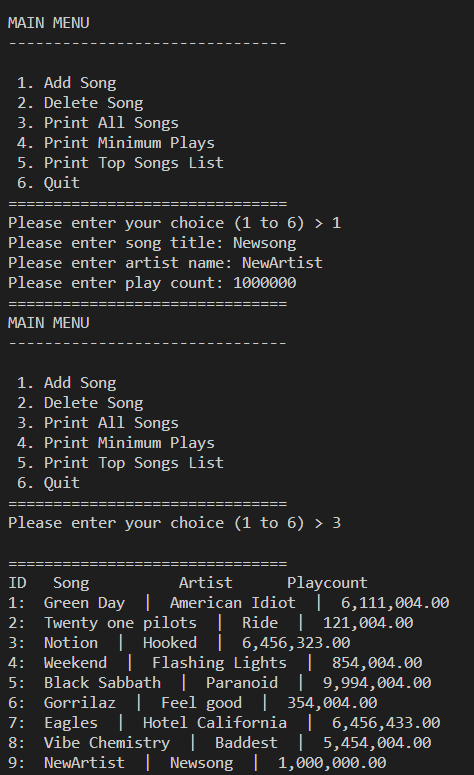 MAIN MENU
-------------------------------
1. Add Song
2. Delete Song
3. Print All Songs
4. Print Minimum Plays
5. Print Top Songs List
6. Quit
===============================
Please enter your choice (1 to 6) > 1
Please enter song title: Newsong
Please enter artist name: NewArtist
Please enter play count: 1000000
===============================
MAIN MENU
-------------------------------
1. Add Song
2. Delete Song
3. Print All Songs
4. Print Minimum Plays
5. Print Top Songs List
6. Quit
===============================
Please enter your choice (1 to 6) > 3
===============================
ID   Song          Artist      Playcount
1:  Green Day  |  American Idiot  |  6,111,004.00
2:  Twenty one pilots  |  Ride  |  121,004.00
3:  Notion  |  Hooked  |  6,456,323.00
4:  Weekend  |  Flashing Lights  |  854,004.00
5:  Black Sabbath  |  Paranoid  |  9,994,004.00
6:  Gorrilaz  |  Feel good  |  354,004.00
7:  Eagles  |  Hotel California  |  6,456,433.00
8:  Vibe Chemistry  |  Baddest  |  5,454,004.00
9:  NewArtist  |  Newsong  |  1,000,000.00